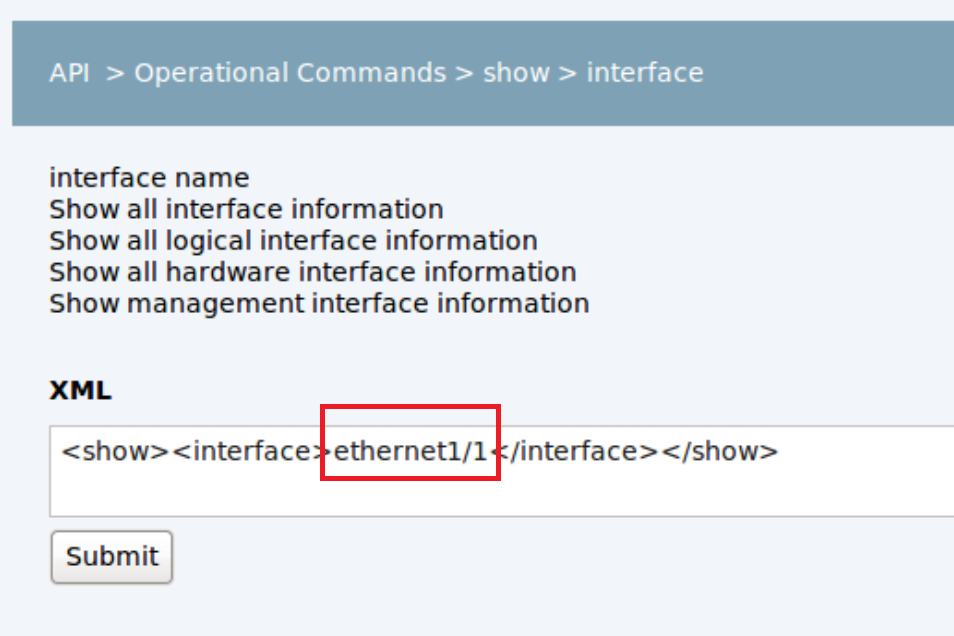 API > Operational Commands > show > interface
interface name
Show all interface information
Show all logical interface information
Show all hardware interface information
Show management interface information
XML
<show><interface>ethernet1/1</interface></show>
Submit